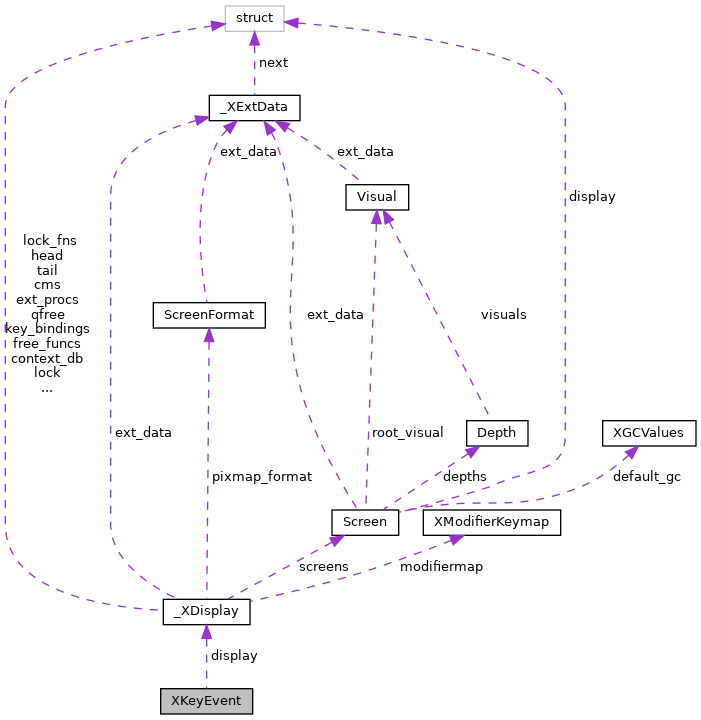 struct
next
_XExtData
ext_data
ext_data
Visual
display
lock_fns
head
tail
cms
ext_procs
qfree
key_bindings
free_funcs
context_db
lock
...
ScreenFormat
ext_data
visuals
ext_data
root_visual
Depth
XGCValues
pixmap_format
depths
default_gc
Screen
XModifierKeymap
screens
modifiermap
_XDisplay
display
XKeyEvent